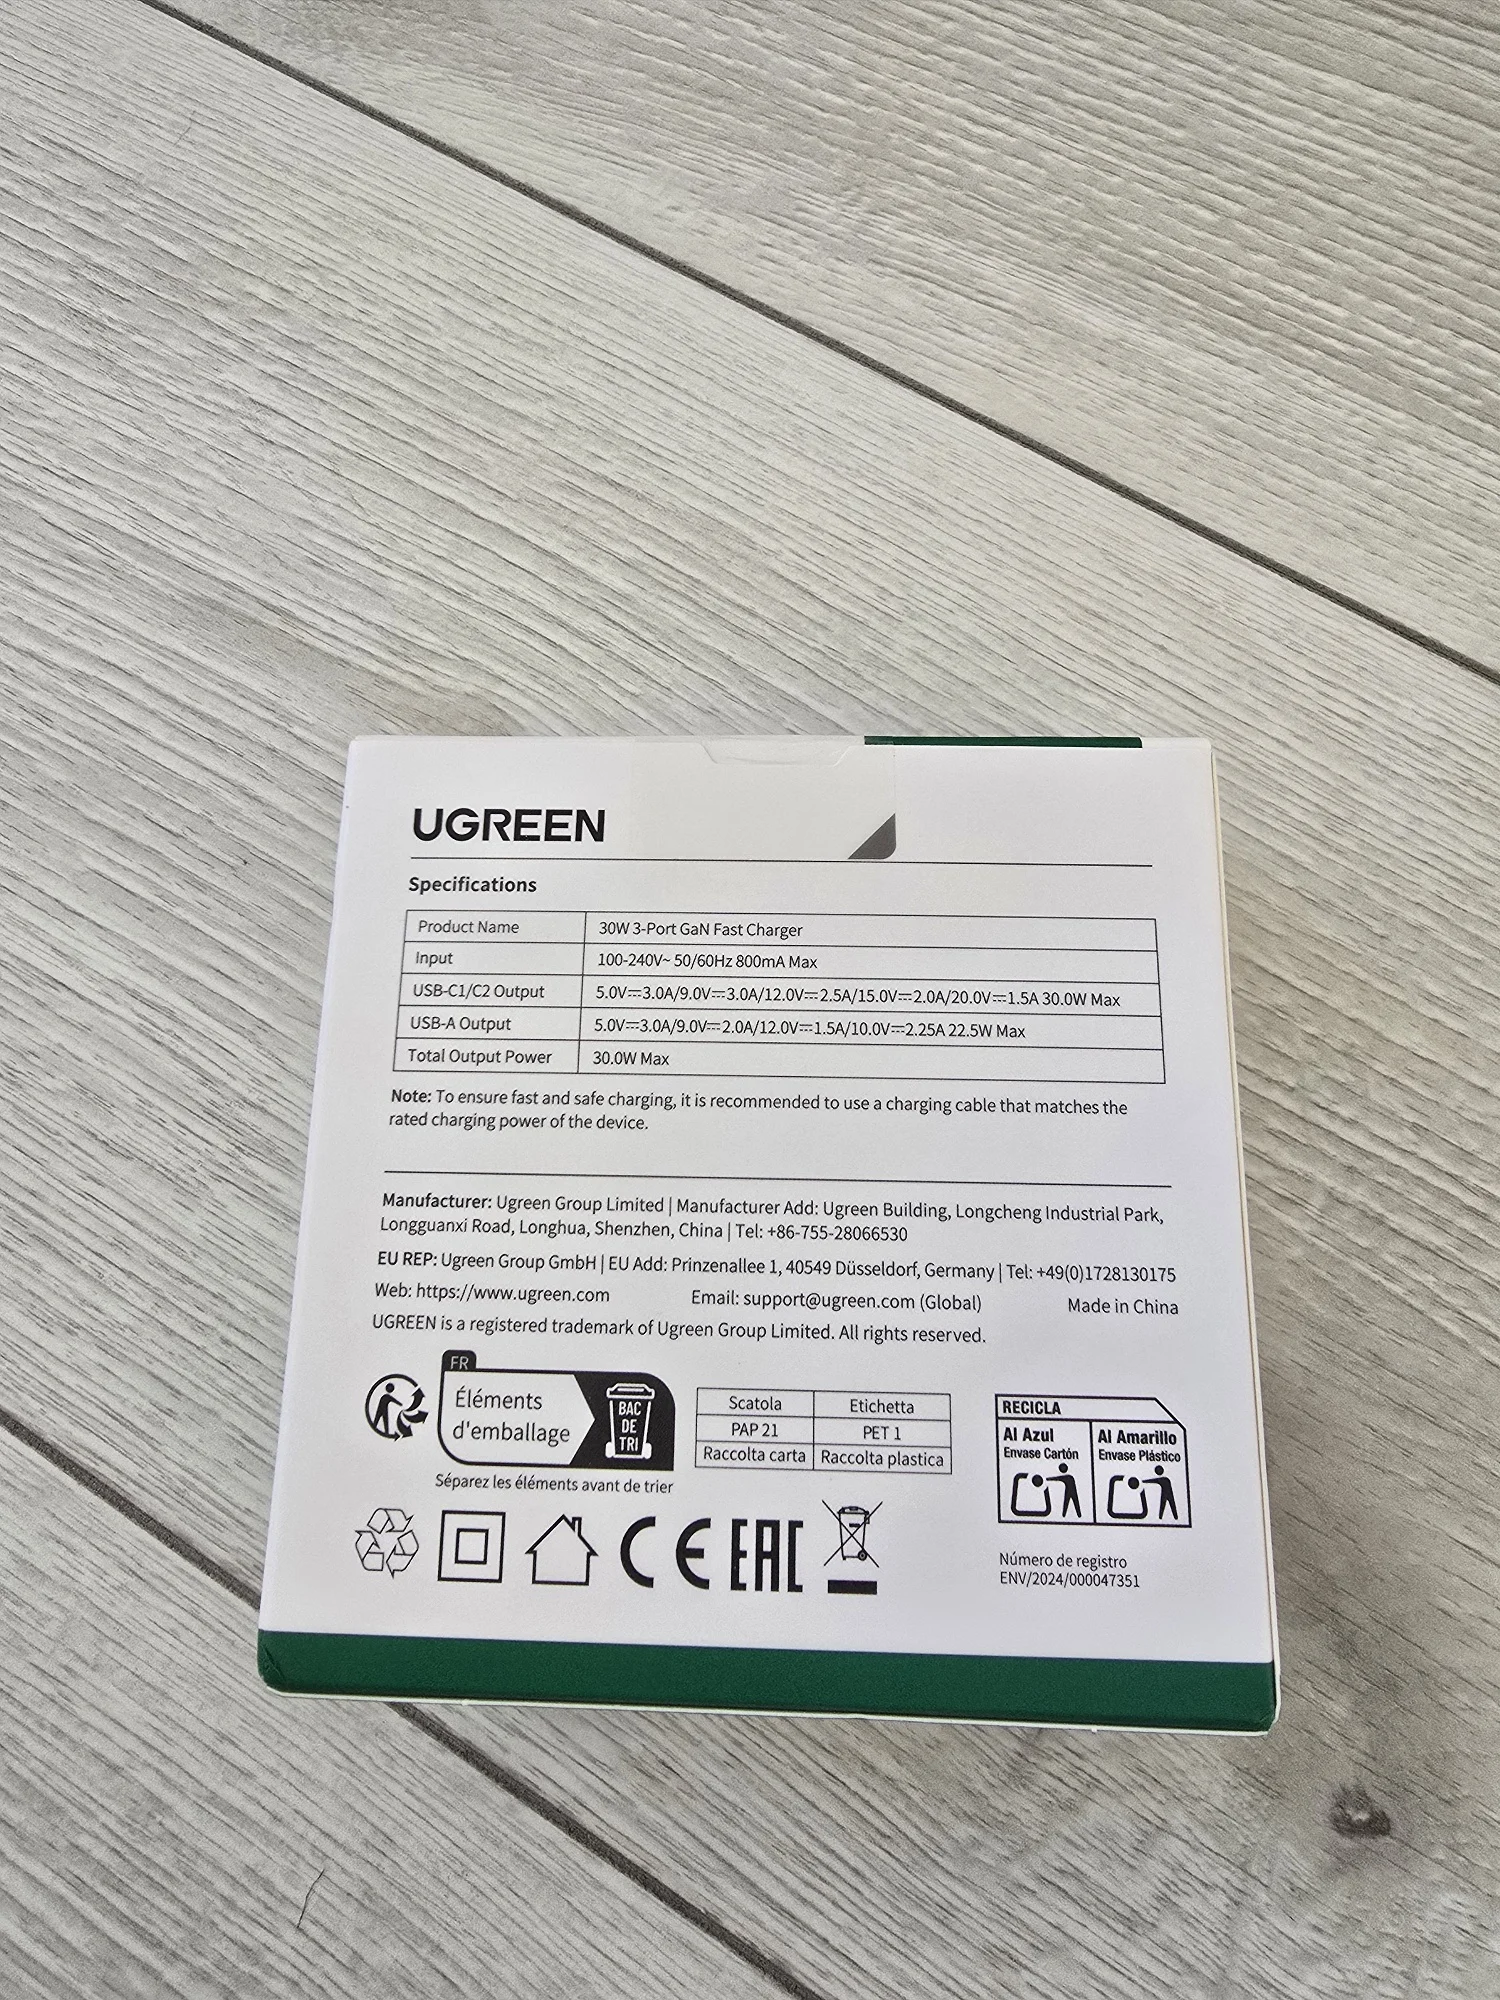 UGREEN
Specifications
Product Name 30W 3-Port GaN Fast Charger
Input 100-240V~ 50/60Hz 800mA Max
USB-C1/C2 Output 5.0V⎓3.0A/9.0V⎓3.0A/12.0V⎓2.5A/15.0V⎓2.0A/20.0V⎓1.5A 30.0W Max
USB-A Output 5.0V⎓3.0A/9.0V⎓2.0A/12.0V⎓1.5A/10.0V⎓2.25A 22.5W Max
Total Output Power 30.0W Max
Note: To ensure fast and safe charging, it is recommended to use a charging cable that matches the
rated charging power of the device.
Manufacturer: Ugreen Group Limited | Manufacturer Add: Ugreen Building, Longcheng Industrial Park,
Longguanxi Road, Longhua, Shenzhen, China | Tel: +86-755-28066530
EU REP: Ugreen Group GmbH | EU Add: Prinzenallee 1, 40549 Düsseldorf, Germany | Tel: +49(0)1728130175
Web: https://www.ugreen.com Email: support@ugreen.com (Global) Made in China
UGREEN is a registered trademark of Ugreen Group Limited. All rights reserved.
FR
Éléments
d'emballage
BAC
DE
TRI
Séparez les éléments avant de trier
Scatola Etichetta
PAP 21 PET 1
Raccolta carta Raccolta plastica
RECICLA
Al Azul Al Amarillo
Envase Cartón Envase Plástico
CE EAC
Número de registro
ENV/2024/000047351